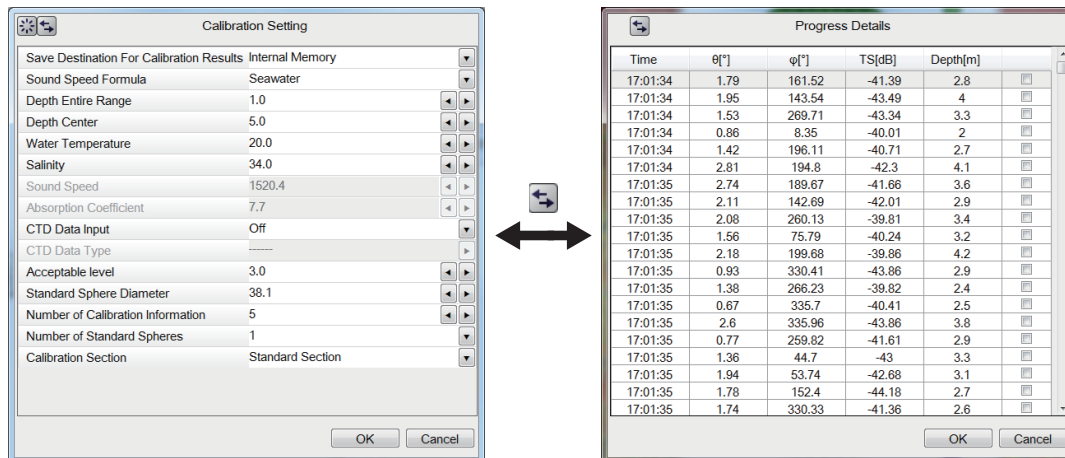 Calibration Setting
Save Destination For Calibration Results Internal Memory
Sound Speed Formula Seawater
Depth Entire Range 1.0
Depth Center 5.0
Water Temperature 20.0
Salinity 34.0
Sound Speed 1520.4
Absorption Coefficient 7.7
CTD Data Input Off
CTD Data Type ------
Acceptable level 3.0
Standard Sphere Diameter 38.1
Number of Calibration Information 5
Number of Standard Spheres 1
Calibration Section Standard Section
OK Cancel
Progress Details
Time θ[°] φ[°] TS[dB] Depth[m]
17:01:34 1.79 161.52 -41.39 2.8
17:01:34 1.95 143.54 -43.49 4
17:01:34 1.53 269.71 -43.34 3.3
17:01:34 0.86 8.35 -40.01 2
17:01:34 1.42 196.11 -40.71 2.7
17:01:34 2.81 194.8 -42.3 4.1
17:01:35 2.74 189.67 -41.66 3.6
17:01:35 2.11 142.69 -42.01 2.9
17:01:35 2.08 260.13 -39.81 3.4
17:01:35 1.56 75.79 -40.24 3.2
17:01:35 2.18 199.68 -39.86 4.2
17:01:35 0.93 330.41 -43.86 2.9
17:01:35 1.38 266.23 -39.82 2.4
17:01:35 0.67 335.7 -40.41 2.5
17:01:35 2.6 335.96 -43.86 3.8
17:01:35 0.77 259.82 -41.61 2.9
17:01:35 1.36 44.7 -43 3.3
17:01:35 1.94 53.74 -42.68 3.1
17:01:35 1.78 152.4 -44.18 2.7
17:01:35 1.74 330.33 -41.36 2.6
OK Cancel